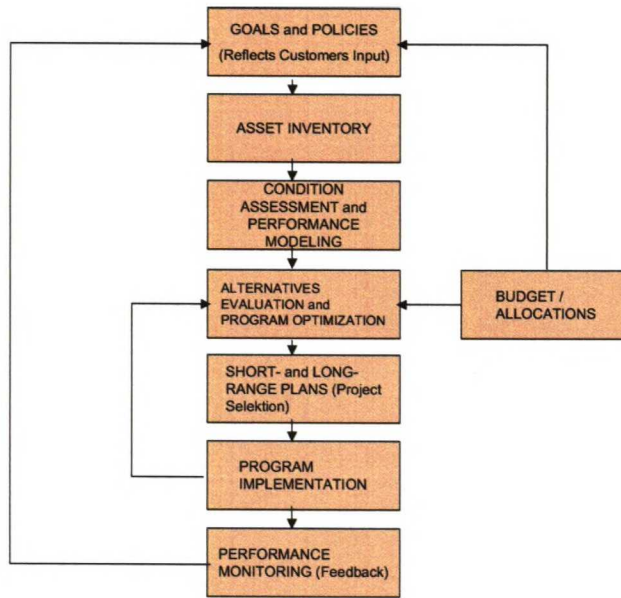 GOALS and POLICIES
(Reflects Customers Input)
ASSET INVENTORY
CONDITION
ASSESSMENT and
PERFORMANCE
MODELING
ALTERNATIVES
EVALUATION and
PROGRAM OPTIMIZATION
BUDGET /
ALLOCATIONS
SHORT- and LONG-
RANGE PLANS (Project
Selektion)
PROGRAM
IMPLEMENTATION
PERFORMANCE
MONITORING (Feedback)